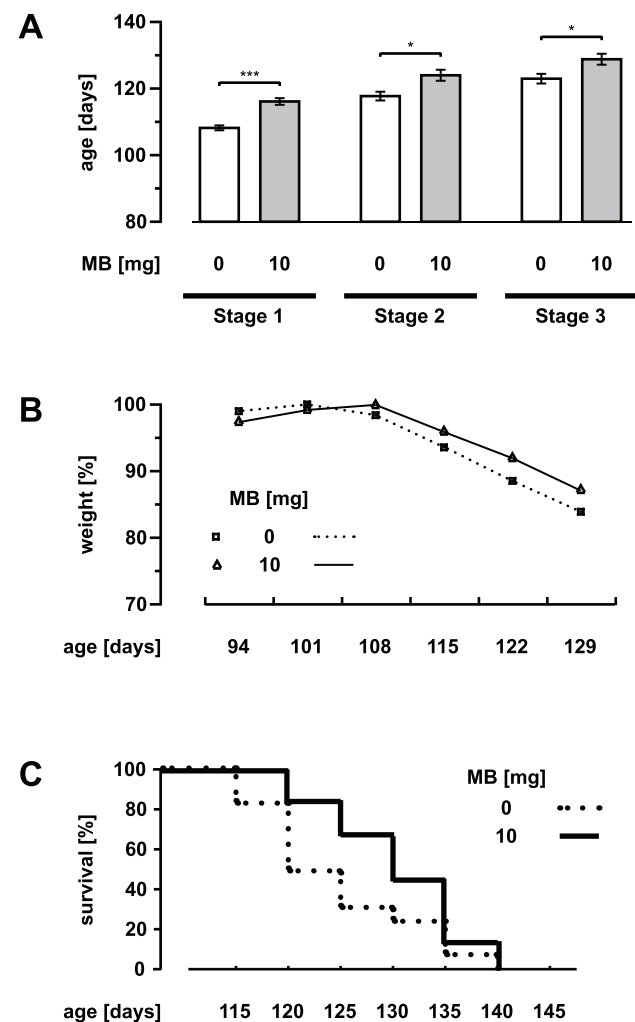 A
140
120
100
80
age [days]
***
*
*
MB [mg] 0 10 0 10 0 10
Stage 1 Stage 2 Stage 3
B
100
90
80
70
weight [%]
MB [mg]
0
10
age [days] 94 101 108 115 122 129
C
100
80
60
40
20
0
survival [%]
MB [mg]
0
10
age [days] 115 120 125 130 135 140 145